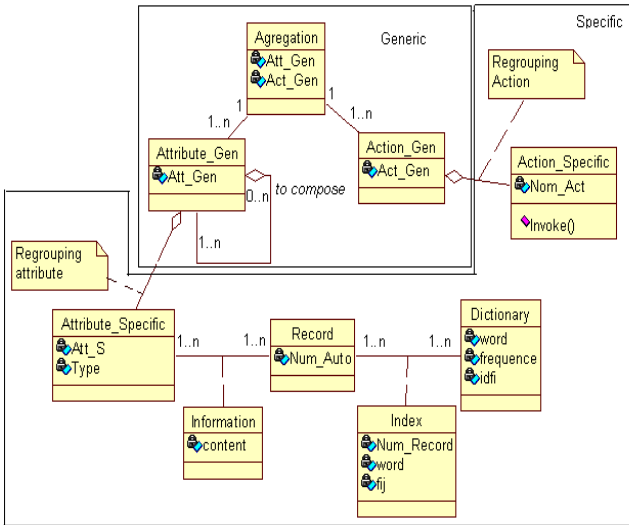 Specific
Generic
Agregation
Att_Gen
Act_Gen
1
1
1..n
1..n
Regrouping
Action
Attribute_Gen
Att_Gen
0..n
to compose
1..n
Action_Gen
Act_Gen
Action_Specific
Nom_Act
Invoke()
Regrouping
attribute
Attribute_Specific
Att_S
Type
1..n
1..n
Record
Num_Auto
1..n
1..n
Dictionary
word
frequence
idfi
Information
content
Index
Num_Record
word
fij